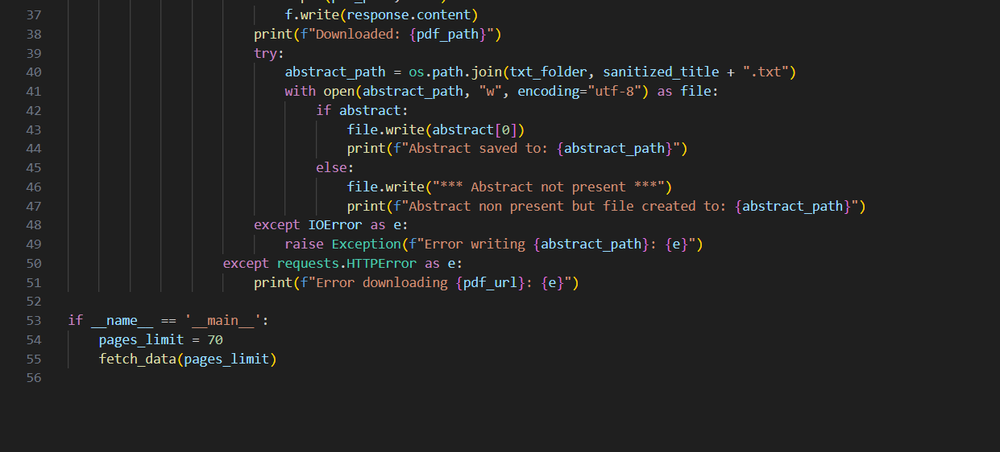 37 f.write(response.content)
38 print(f"Downloaded: {pdf_path}")
39 try:
40 abstract_path = os.path.join(txt_folder, sanitized_title + ".txt")
41 with open(abstract_path, "w", encoding="utf-8") as file:
42 if abstract:
43 file.write(abstract[0])
44 print(f"Abstract saved to: {abstract_path}")
45 else:
46 file.write("*** Abstract not present ***")
47 print(f"Abstract non present but file created to: {abstract_path}")
48 except IOError as e:
49 raise Exception(f"Error writing {abstract_path}: {e}")
50 except requests.HTTPError as e:
51 print(f"Error downloading {pdf_url}: {e}")
52
53 if __name__ == '__main__':
54 pages_limit = 70
55 fetch_data(pages_limit)
56